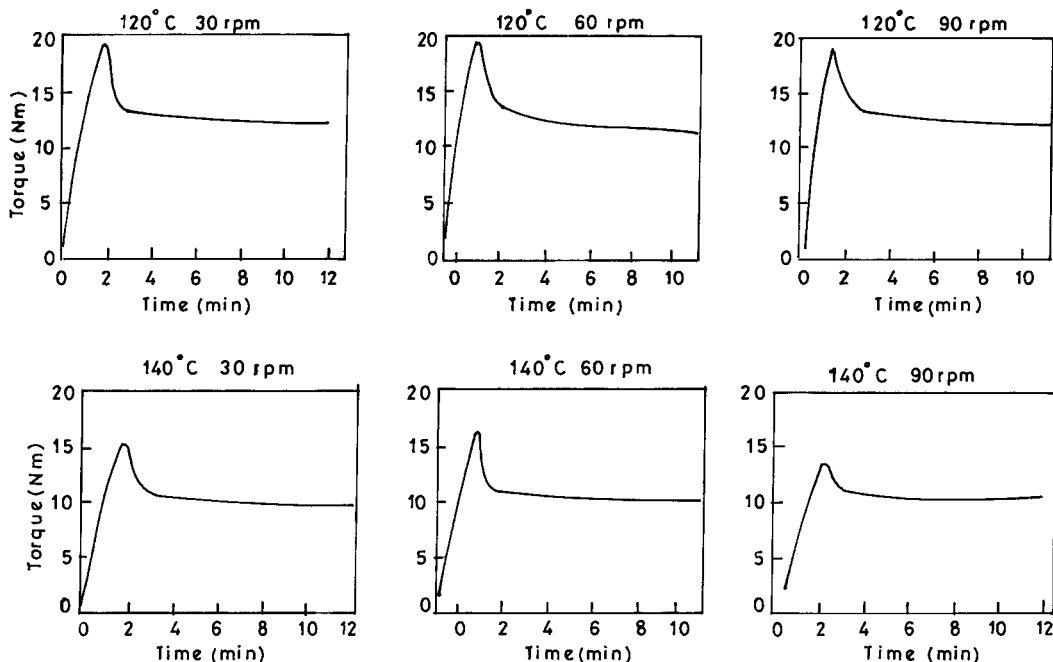 120°C 30 rpm
120°C 60 rpm
120°C 90 rpm
Torque (Nm)
20
15
10
5
0
20
15
10
5
0
20
15
10
5
0
0 2 4 6 8 10 12
0 2 4 6 8 10
0 2 4 6 8 10
Time (min)
Time (min)
Time (min)
140°C 30 rpm
140°C 60 rpm
140°C 90 rpm
Torque (Nm)
20
15
10
5
0
20
15
10
5
0
20
15
10
5
0
0 2 4 6 8 10 12
0 2 4 6 8 10
0 2 4 6 8 10 12
Time (min)
Time (min)
Time (min)